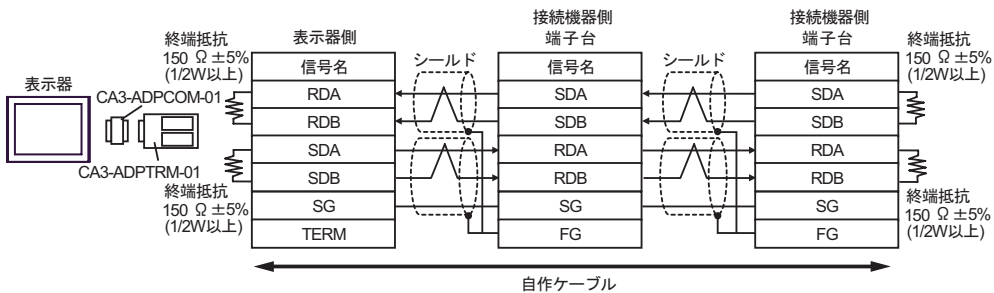 表示器
CA3-ADPCOM-01
CA3-ADPTRM-01
終端抵抗
150 Ω ±5%
(1/2W以上)
終端抵抗
150 Ω ±5%
(1/2W以上)
表示器側
信号名
RDA
RDB
SDA
SDB
SG
TERM
シールド
接続機器側
端子台
信号名
SDA
SDB
RDA
RDB
SG
FG
シールド
接続機器側
端子台
信号名
SDA
SDB
RDA
RDB
SG
FG
終端抵抗
150 Ω ±5%
(1/2W以上)
終端抵抗
150 Ω ±5%
(1/2W以上)
自作ケーブル